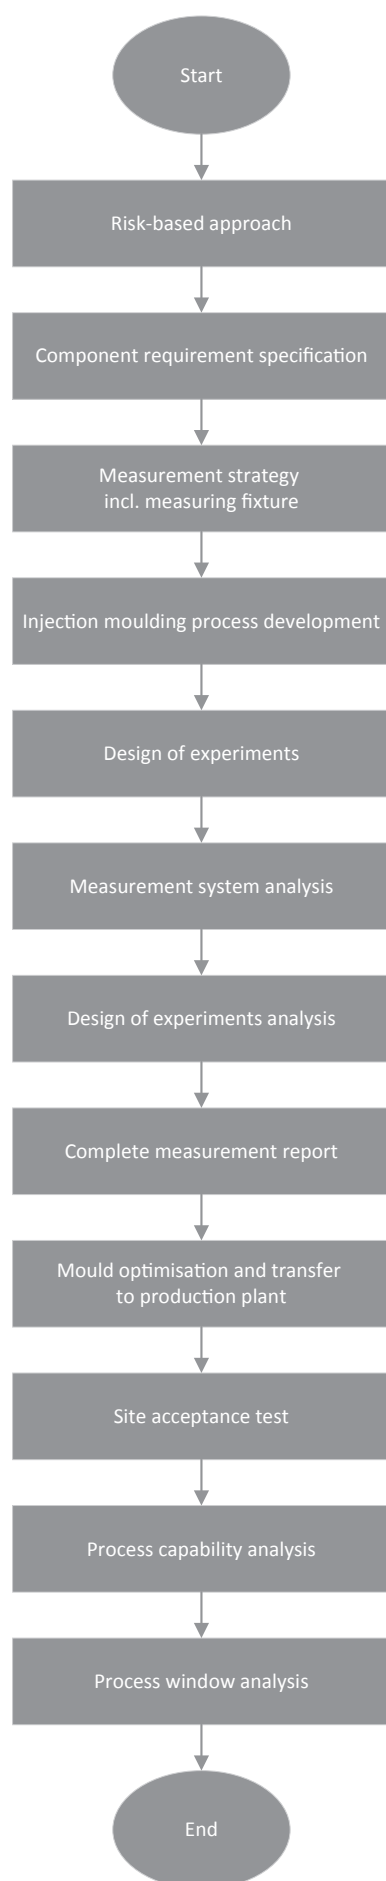 Start
Risk-based approach
Component requirement specification
Measurement strategy
incl. measuring fixture
Injection moulding process development
Design of experiments
Measurement system analysis
Design of experiments analysis
Complete measurement report
Mould optimisation and transfer
to production plant
Site acceptance test
Process capability analysis
Process window analysis
End